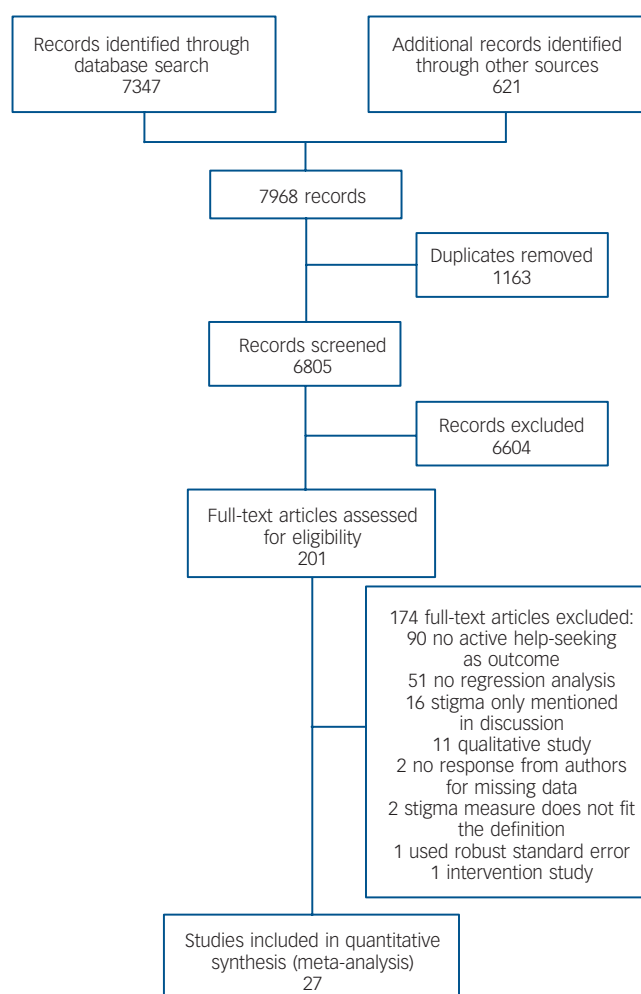 Records identified through
database search
7347
Additional records identified
through other sources
621
7968 records
Duplicates removed
1163
Records screened
6805
Records excluded
6604
Full-text articles assessed
for eligibility
201
174 full-text articles excluded:
90 no active help-seeking
as outcome
51 no regression analysis
16 stigma only mentioned
in discussion
11 qualitative study
2 no response from authors
for missing data
2 stigma measure does not fit
the definition
1 used robust standard error
1 intervention study
Studies included in quantitative
synthesis (meta-analysis)
27